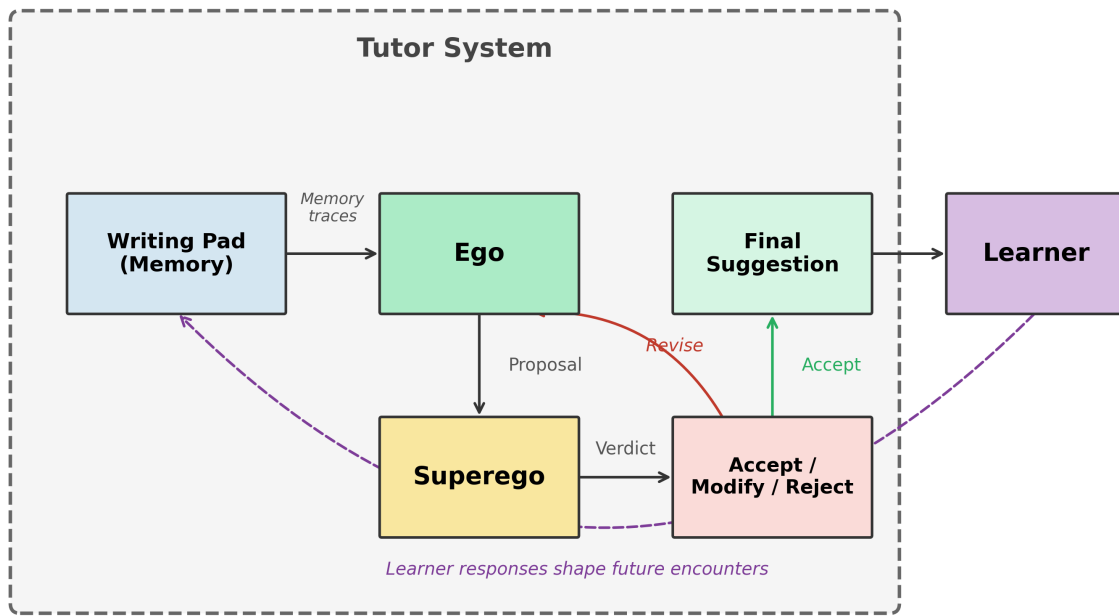 Tutor System
Memory
traces
Writing Pad
(Memory)
Ego
Final
Suggestion
Learner
Revise
Proposal
Accept
Verdict
Superego
Accept /
Modify / Reject
Learner responses shape future encounters